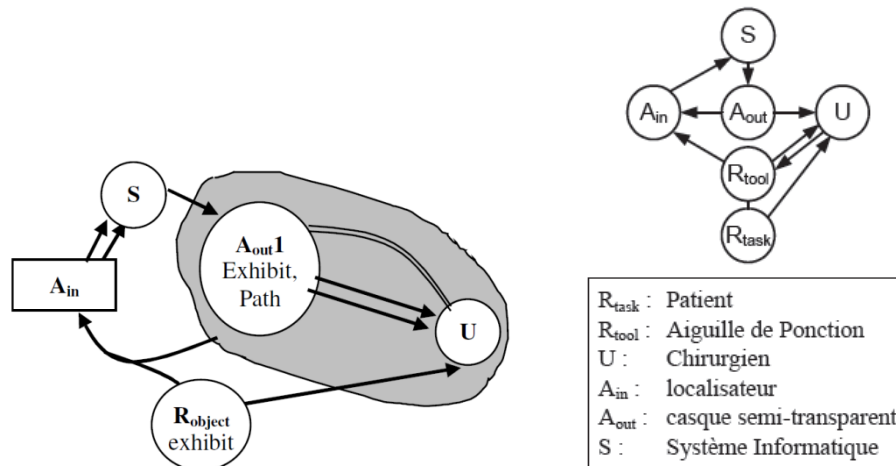 S
A_in
A_out1
Exhibit,
Path
U
R_object
exhibit
S
A_in
A_out
U
R_tool
R_task
R_task : Patient
R_tool : Aiguille de Ponction
U : Chirurgien
A_in : localisateur
A_out : casque semi-transparent
S : Système Informatique